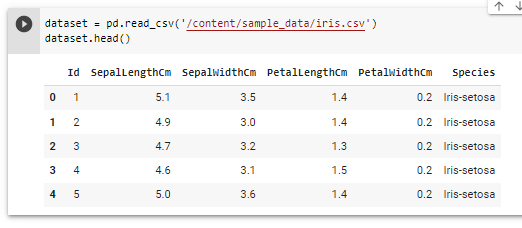 dataset = pd.read_csv('/content/sample_data/iris.csv')
dataset.head()
Id SepalLengthCm SepalWidthCm PetalLengthCm PetalWidthCm Species
0 1 5.1 3.5 1.4 0.2 Iris-setosa
1 2 4.9 3.0 1.4 0.2 Iris-setosa
2 3 4.7 3.2 1.3 0.2 Iris-setosa
3 4 4.6 3.1 1.5 0.2 Iris-setosa
4 5 5.0 3.6 1.4 0.2 Iris-setosa